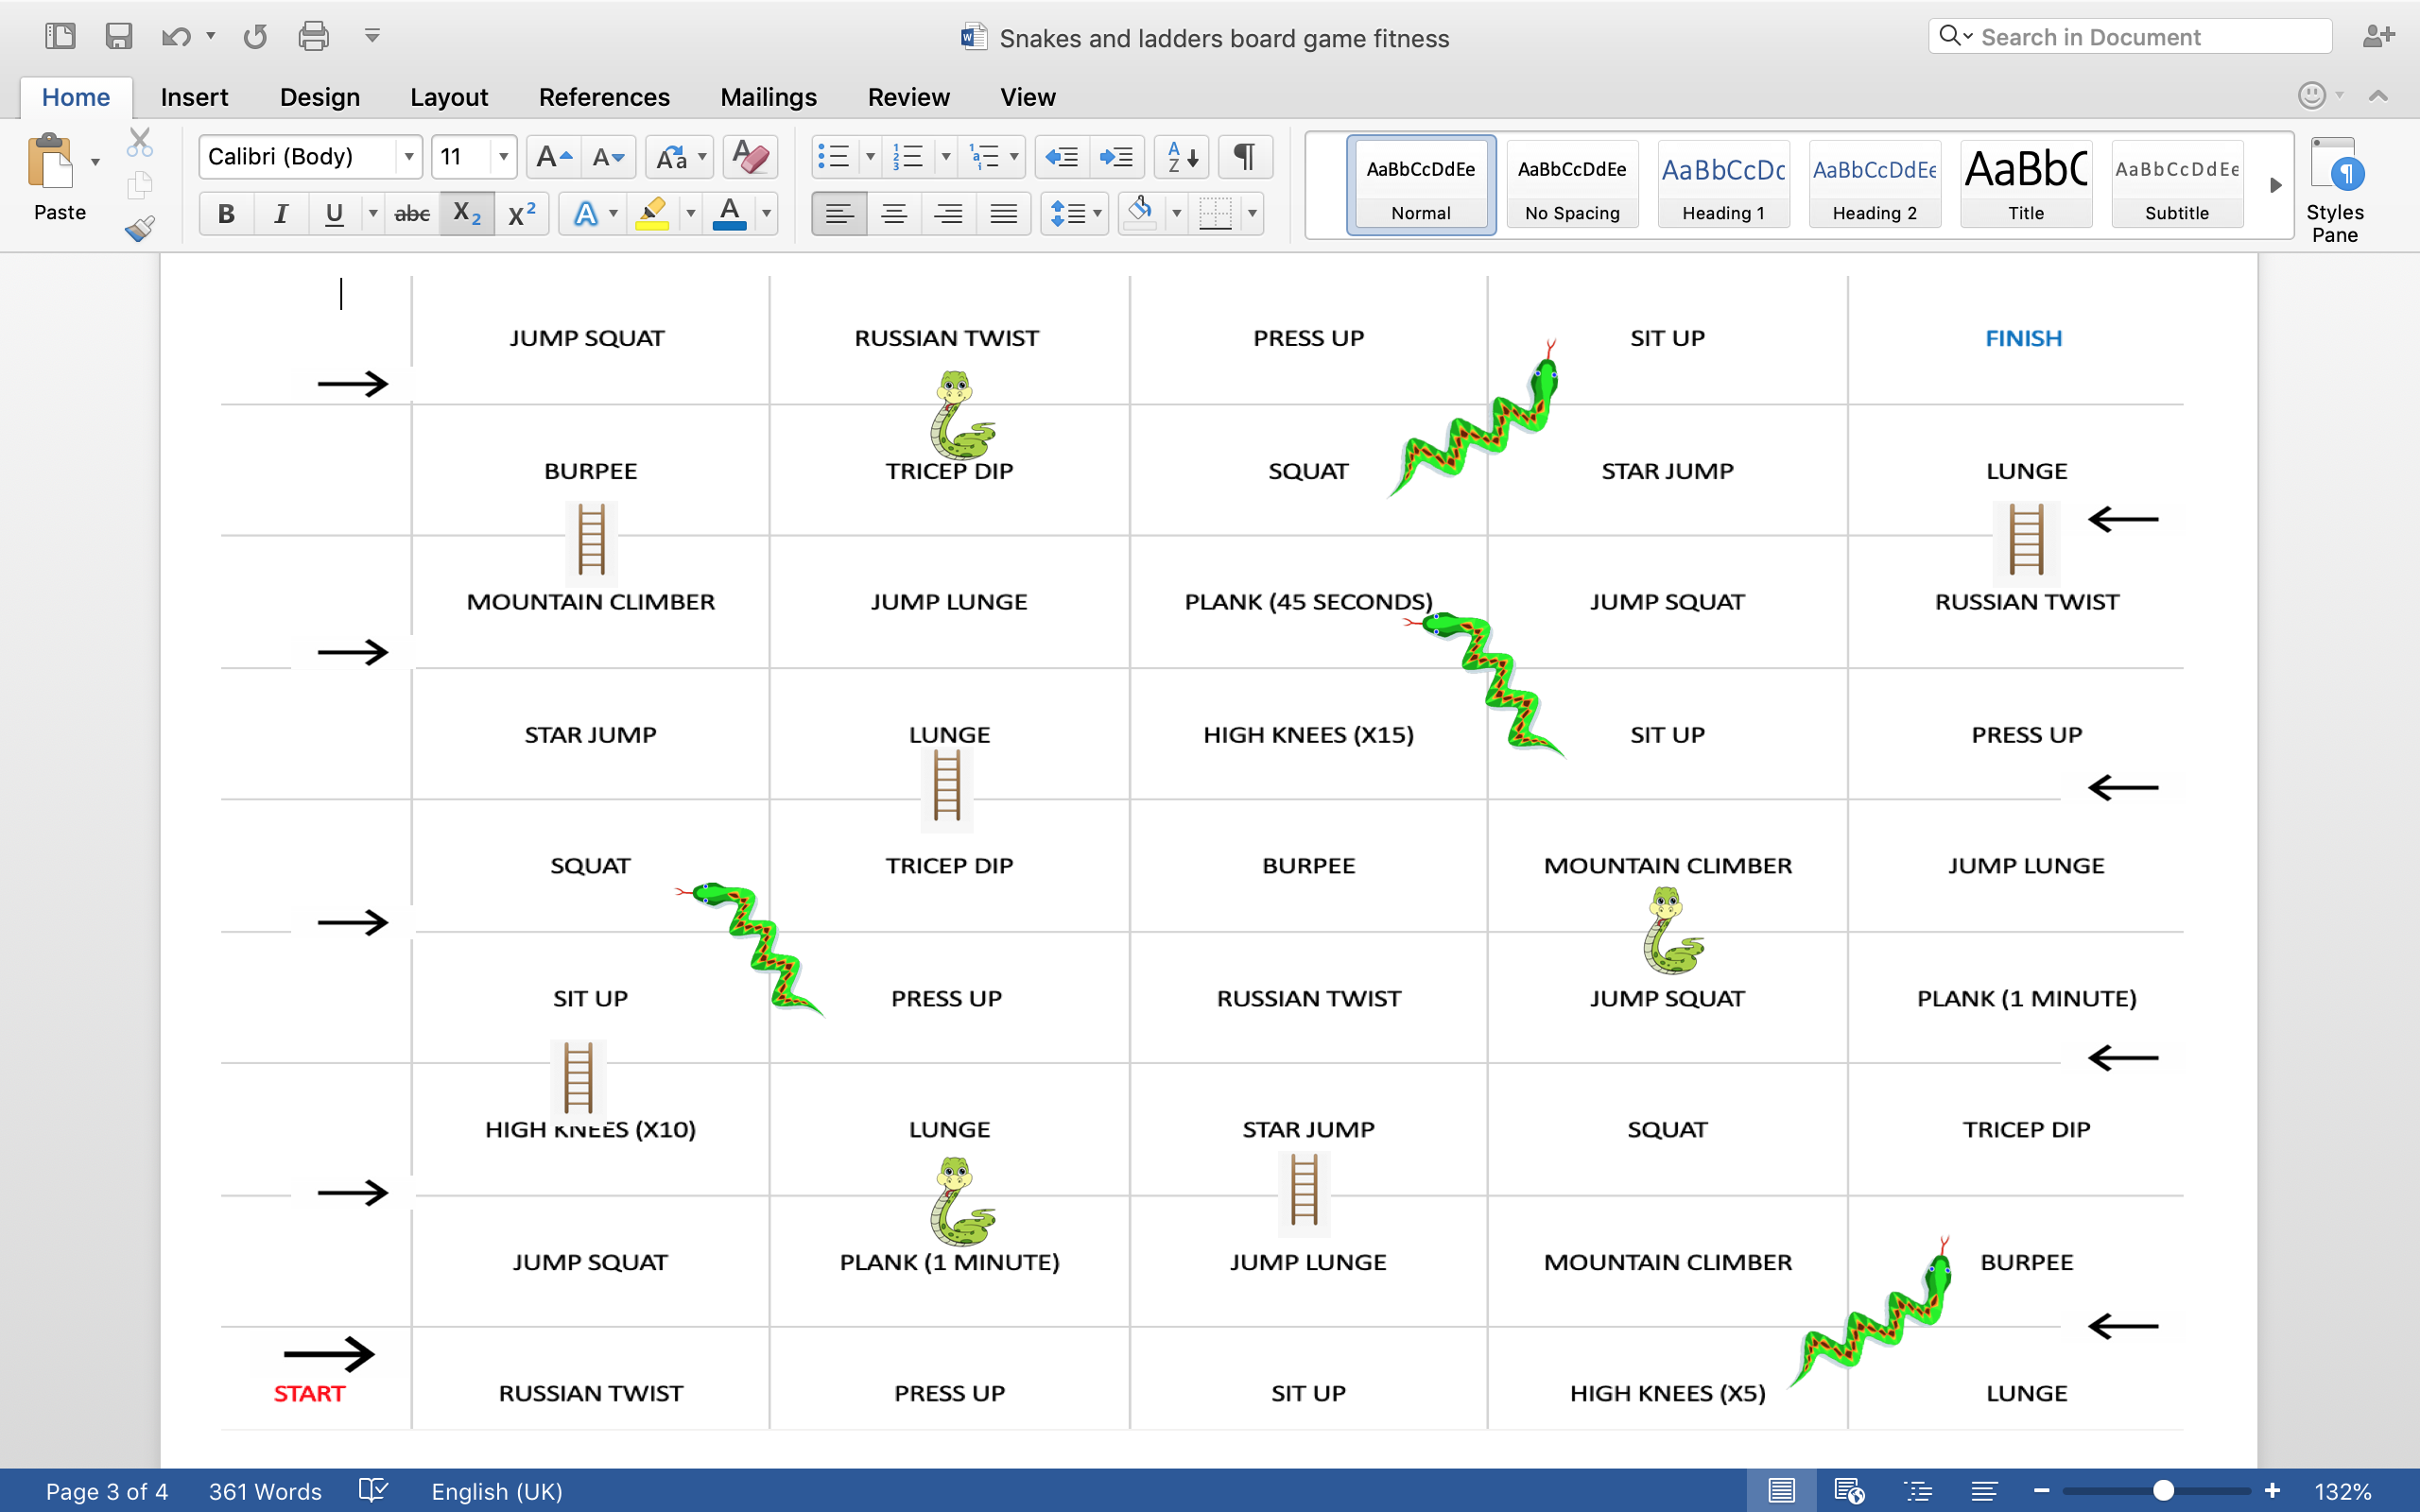 Snakes and ladders board game fitness
Search in Document
Home Insert Design Layout References Mailings Review View
Paste
Calibri (Body) 11
AaBbCcDdEe AaBbCcDdEe AaBbCcDc AaBbCcDdEe AaBbC AaBbCcDdEe
Normal No Spacing Heading 1 Heading 2 Title Subtitle
Styles
Pane
JUMP SQUAT RUSSIAN TWIST PRESS UP SIT UP FINISH
BURPEE TRICEP DIP SQUAT STAR JUMP LUNGE
MOUNTAIN CLIMBER JUMP LUNGE PLANK (45 SECONDS) JUMP SQUAT RUSSIAN TWIST
STAR JUMP LUNGE HIGH KNEES (X15) SIT UP PRESS UP
SQUAT TRICEP DIP BURPEE MOUNTAIN CLIMBER JUMP LUNGE
SIT UP PRESS UP RUSSIAN TWIST JUMP SQUAT PLANK (1 MINUTE)
HIGH KNEES (X10) LUNGE STAR JUMP SQUAT TRICEP DIP
JUMP SQUAT PLANK (1 MINUTE) JUMP LUNGE MOUNTAIN CLIMBER BURPEE
START RUSSIAN TWIST PRESS UP SIT UP HIGH KNEES (X5) LUNGE
Page 3 of 4 361 Words English (UK) 132%